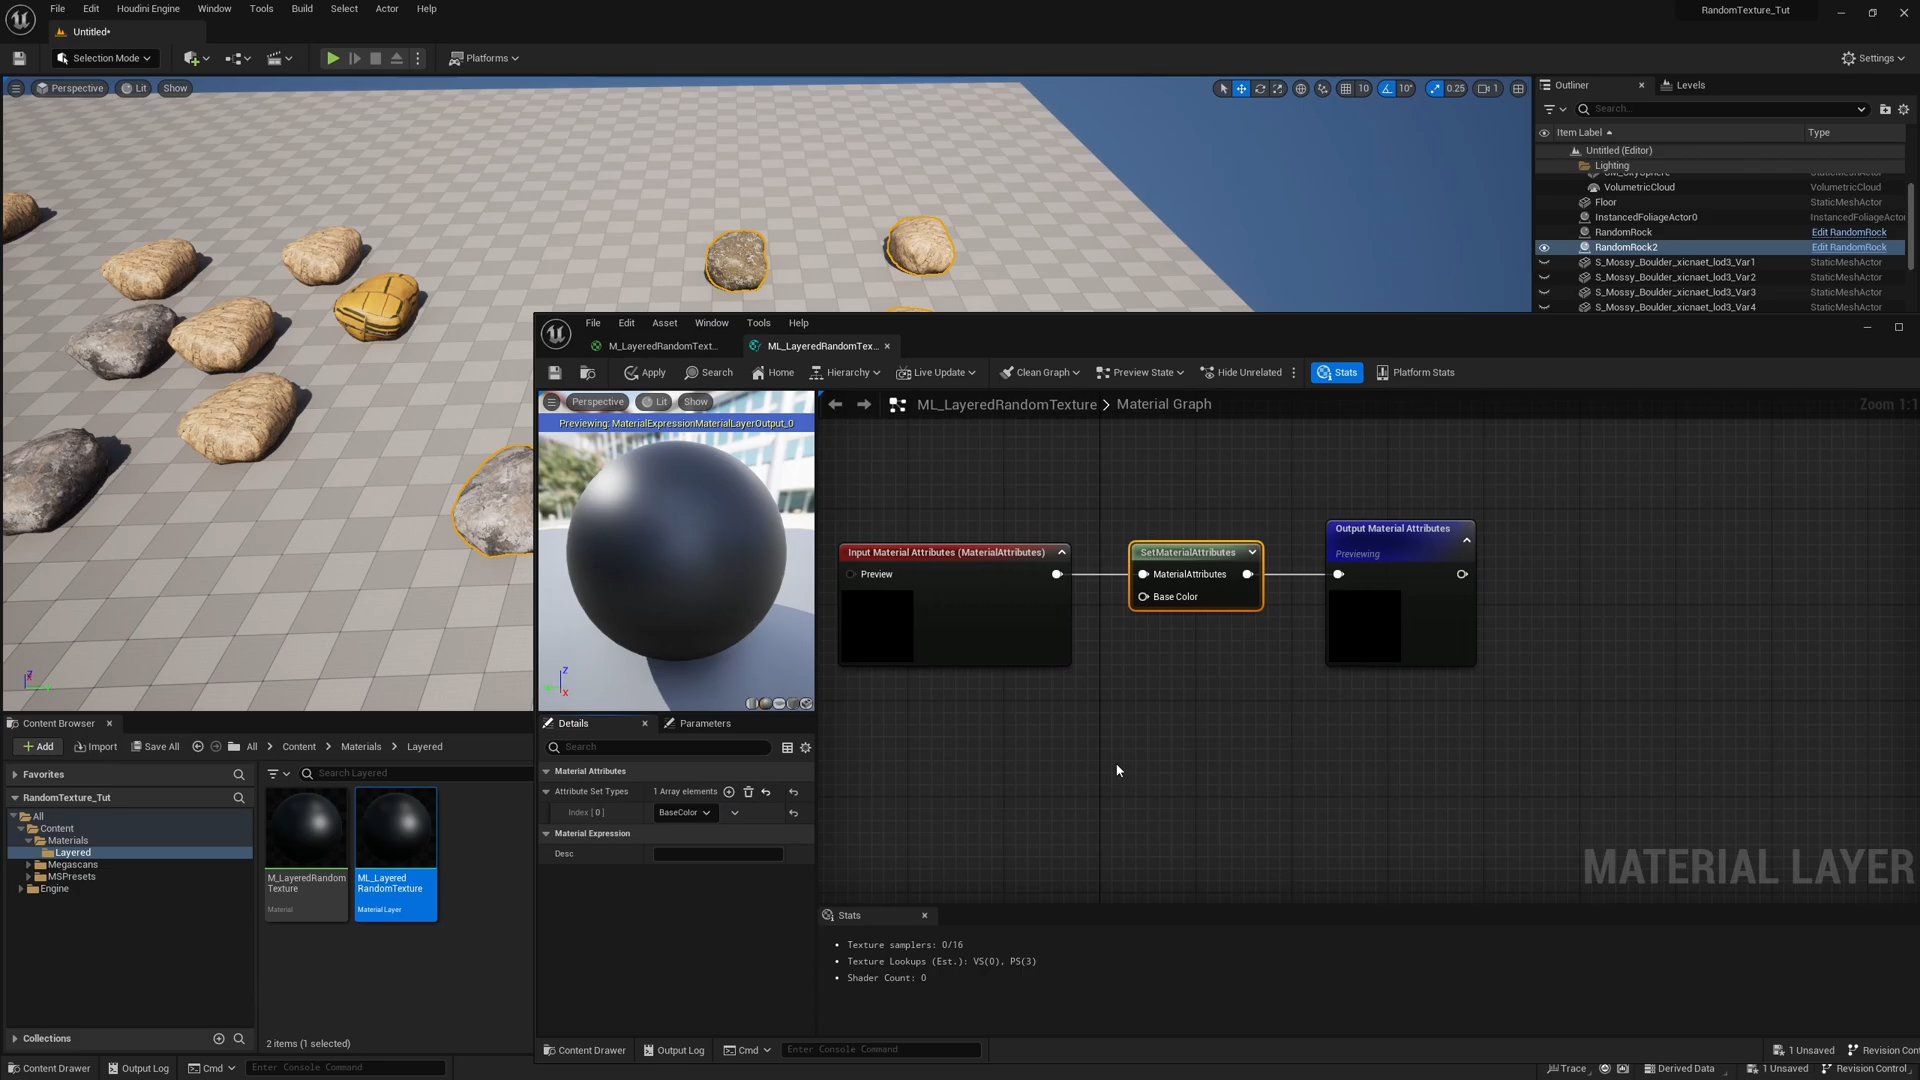 File Edit Houdini Engine Window Tools Build Select Actor Help
RandomTexture_Tut
Untitled*
Selection Mode
Platforms
Settings
Perspective Lit Show
10 10° 0.25 1
Outliner
Levels
Search...
Item Label Type
Untitled (Editor)
Lighting
VolumetricCloud VolumetricCloud
Floor StaticMeshActor
InstancedFoliageActor0 InstancedFoliageActo
RandomRock Edit RandomRock
RandomRock2 Edit RandomRock
S_Mossy_Boulder_xicnaet_lod3_Var1 StaticMeshActor
S_Mossy_Boulder_xicnaet_lod3_Var2 StaticMeshActor
S_Mossy_Boulder_xicnaet_lod3_Var3 StaticMeshActor
S_Mossy_Boulder_xicnaet_lod3_Var4 StaticMeshActor
File Edit Asset Window Tools Help
M_LayeredRandomText...
ML_LayeredRandomTex...
Apply Search Home Hierarchy Live Update Clean Graph Preview State Hide Unrelated Stats Platform Stats
Perspective Lit Show
Previewing: MaterialExpressionMaterialLayerOutput_0
ML_LayeredRandomTexture > Material Graph
Zoom 1:1
Input Material Attributes (MaterialAttributes)
Preview
SetMaterialAttributes
MaterialAttributes
Base Color
Output Material Attributes
Previewing
MATERIAL LAYER
Z
X
Z
Details
Parameters
Search
Material Attributes
Attribute Set Types 1 Array elements
Index [ 0 ] BaseColor
Material Expression
Desc
Stats
Texture samplers: 0/16
Texture Lookups (Est.): VS(0), PS(3)
Shader Count: 0
Content Browser
Add Import Save All All > Content > Materials > Layered
Favorites
Search Layered
RandomTexture_Tut
All
Content
Materials
Layered
Megascans
MSPresets
Engine
M_LayeredRandom
Texture
Material
ML_Layered
RandomTexture
Material Layer
Collections
2 items (1 selected)
Content Drawer Output Log Cmd Enter Console Command
1 Unsaved Revision Con
Content Drawer Output Log Cmd Enter Console Command
Trace Derived Data 1 Unsaved Revision Control